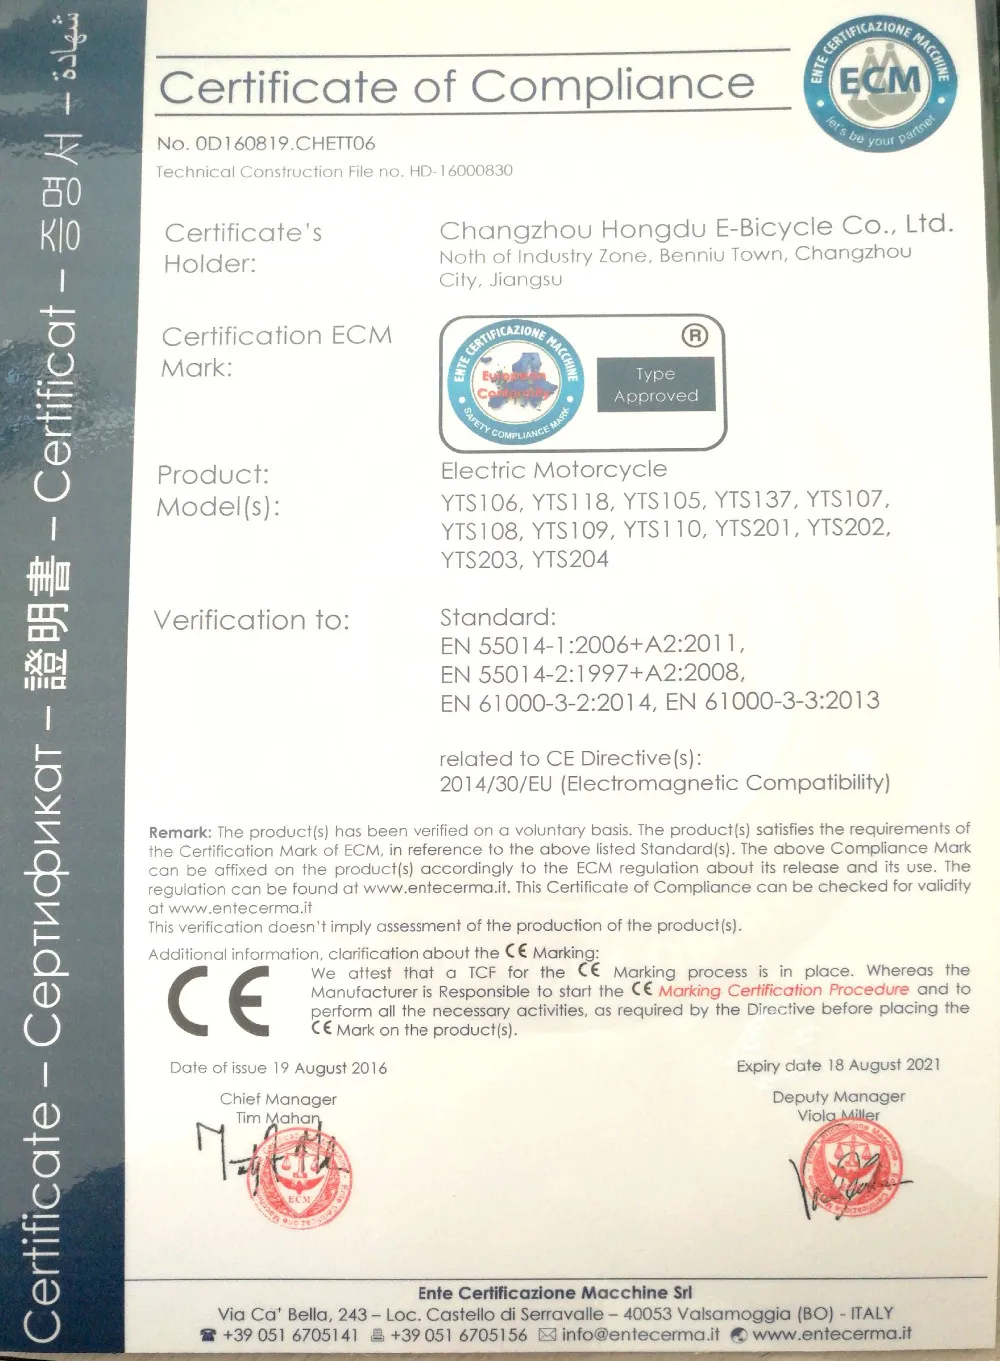 Certificate – Сертификат – 證明書 – Certificat – 증명서 – شهادة
Certificate of Compliance
ENTE CERTIFICAZIONE MACCHINE
ECM
let's be your partner
No. 0D160819.CHETT06
Technical Construction File no. HD-16000830
Certificate's
Holder:
Changzhou Hongdu E-Bicycle Co., Ltd.
Noth of Industry Zone, Benniu Town, Changzhou
City, Jiangsu
Certification ECM
Mark:
ENTE CERTIFICAZIONE MACCHINE
European
Conformity
SAFETY COMPLIANCE MARK
®
Type
Approved
Product:
Electric Motorcycle
Model(s):
YTS106, YTS118, YTS105, YTS137, YTS107,
YTS108, YTS109, YTS110, YTS201, YTS202,
YTS203, YTS204
Verification to:
Standard:
EN 55014-1:2006+A2:2011,
EN 55014-2:1997+A2:2008,
EN 61000-3-2:2014, EN 61000-3-3:2013
related to CE Directive(s):
2014/30/EU (Electromagnetic Compatibility)
Remark: The product(s) has been verified on a voluntary basis. The product(s) satisfies the requirements of
the Certification Mark of ECM, in reference to the above listed Standard(s). The above Compliance Mark
can be affixed on the product(s) accordingly to the ECM regulation about its release and its use. The
regulation can be found at www.entecerma.it. This Certificate of Compliance can be checked for validity
at www.entecerma.it
This verification doesn't imply assessment of the production of the product(s).
Additional information, clarification about the CE Marking:
CE
We attest that a TCF for the CE Marking process is in place. Whereas the
Manufacturer is Responsible to start the CE Marking Certification Procedure and to
perform all the necessary activities, as required by the Directive before placing the
CE Mark on the product(s).
Date of issue 19 August 2016
Expiry date 18 August 2021
Chief Manager
Tim Mahan
Deputy Manager
Viola Miller
ECM
Ente Certificazione Macchine Srl
Via Ca' Bella, 243 – Loc. Castello di Serravalle – 40053 Valsamoggia (BO) - ITALY
☎ +39 051 6705141 +39 051 6705156 ✉ info@entecerma.it www.entecerma.it